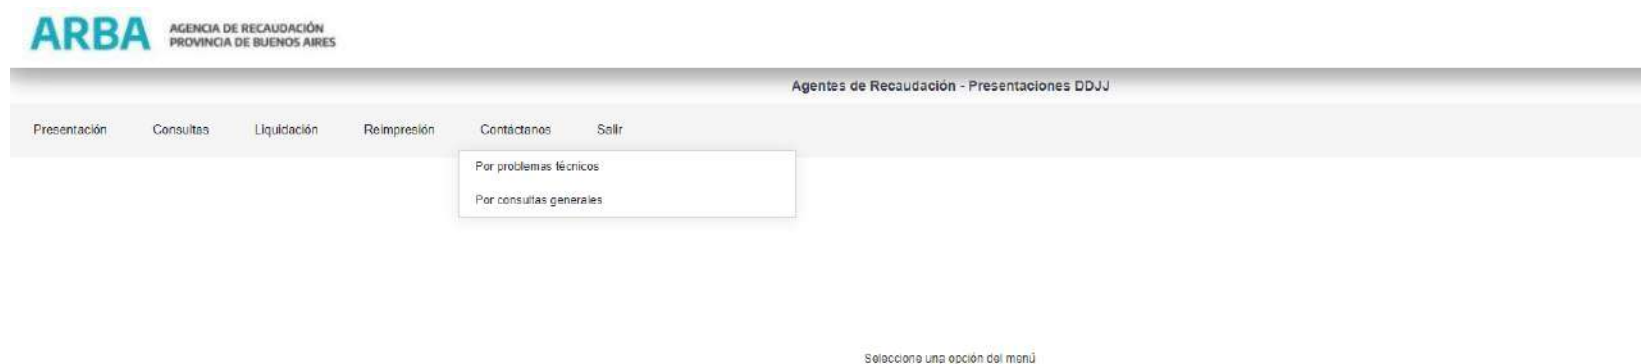 ARBA
AGENCIA DE RECAUDACIÓN
PROVINCIA DE BUENOS AIRES
Agentes de Recaudación - Presentaciones DDJJ
Presentación Consultas Liquidación Reimpresión Contáctanos Salir
Por problemas técnicos
Por consultas generales
Seleccione una opción del menú